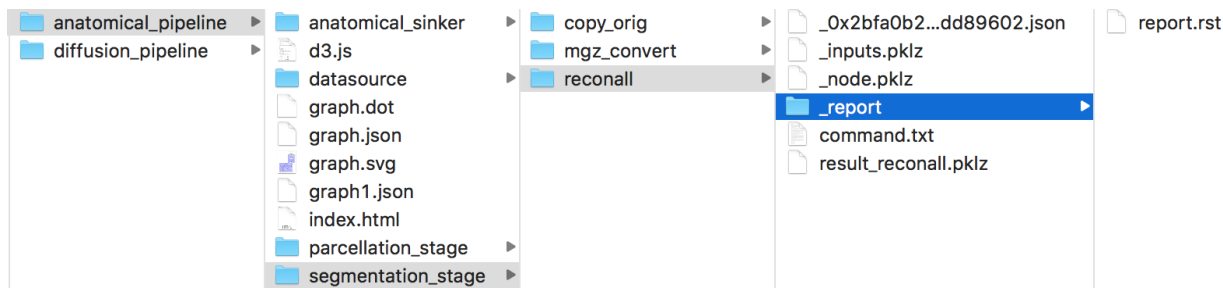 anatomical_pipeline
diffusion_pipeline
anatomical_sinker
d3.js
datasource
graph.dot
graph.json
graph.svg
graph1.json
index.html
parcellation_stage
segmentation_stage
copy_orig
mgz_convert
reconall
_0x2bfa0b2...dd89602.json
_inputs.pklz
_node.pklz
_report
command.txt
result_reconall.pklz
report.rst